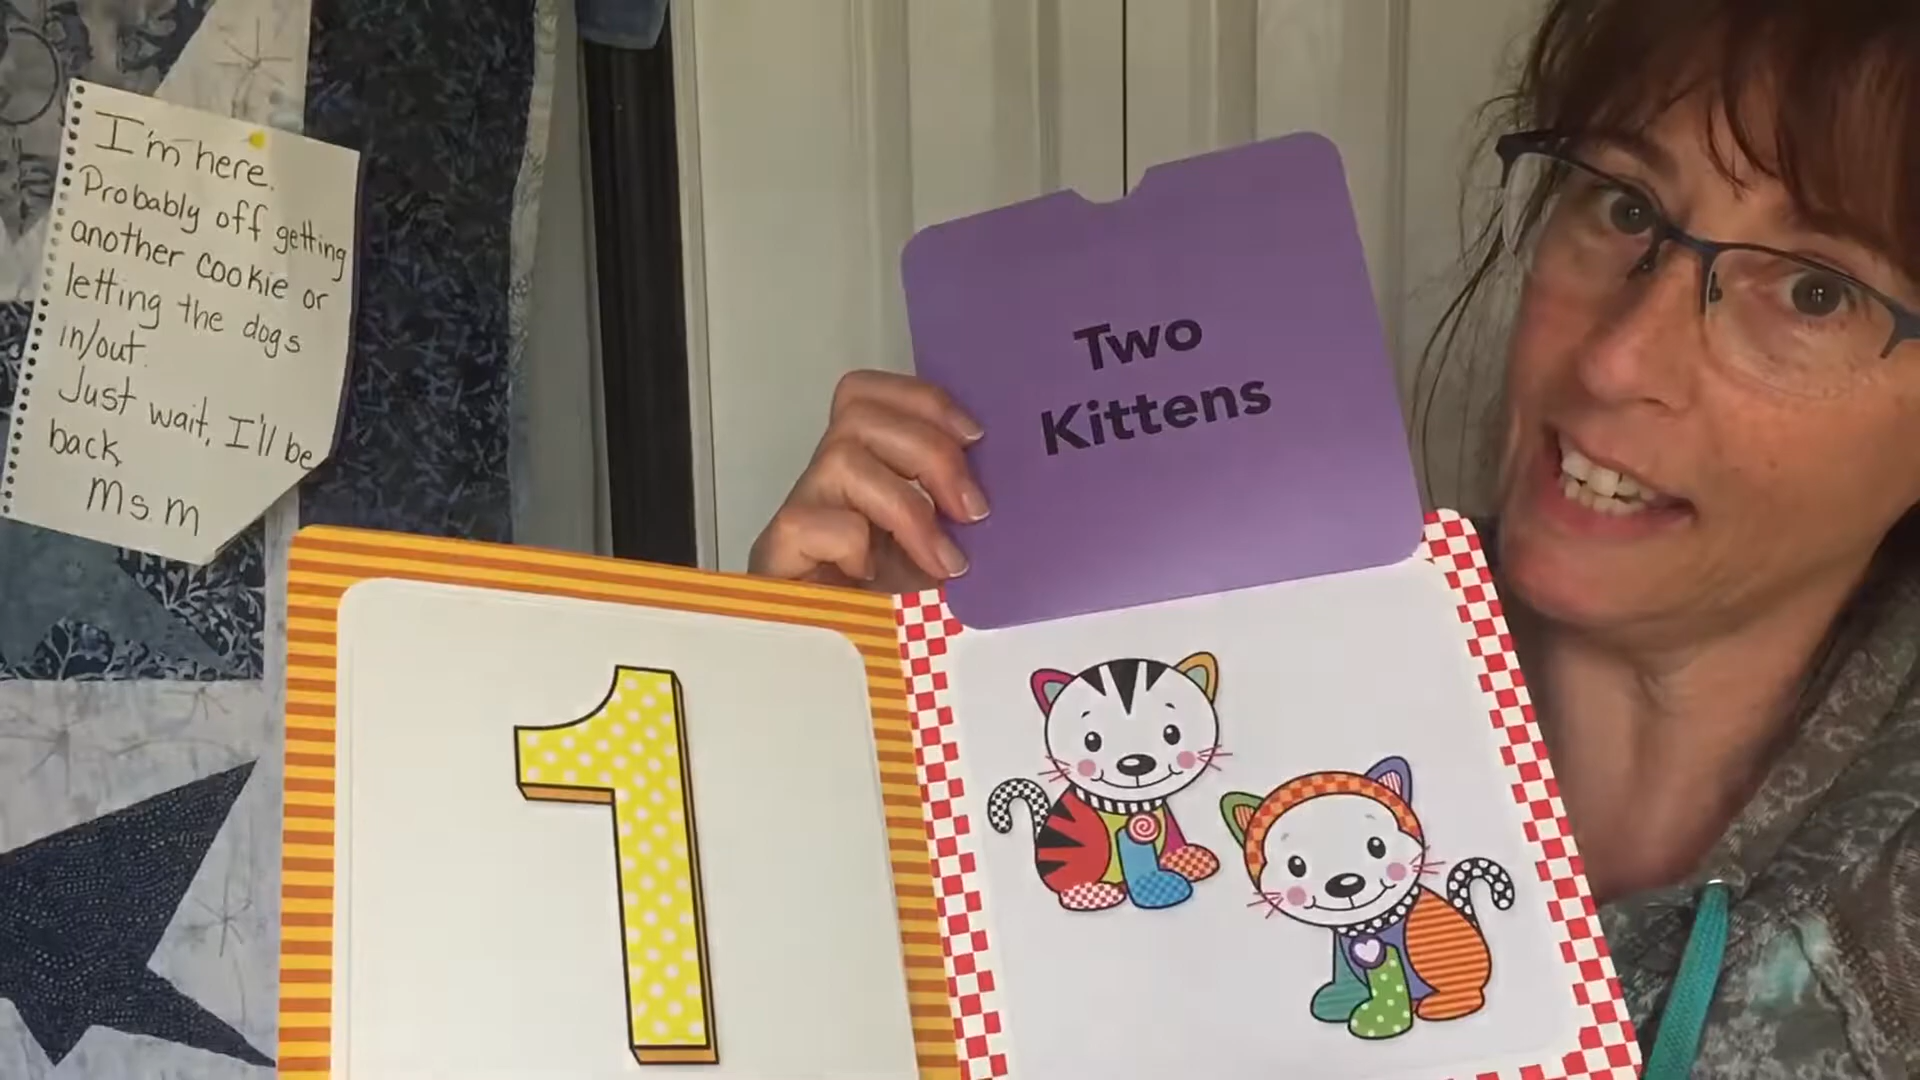 I'm here.
Probably off getting
another cookie or
letting the dogs
in/out.
Just wait, I'll be
back
Ms. M
Two
Kittens
1